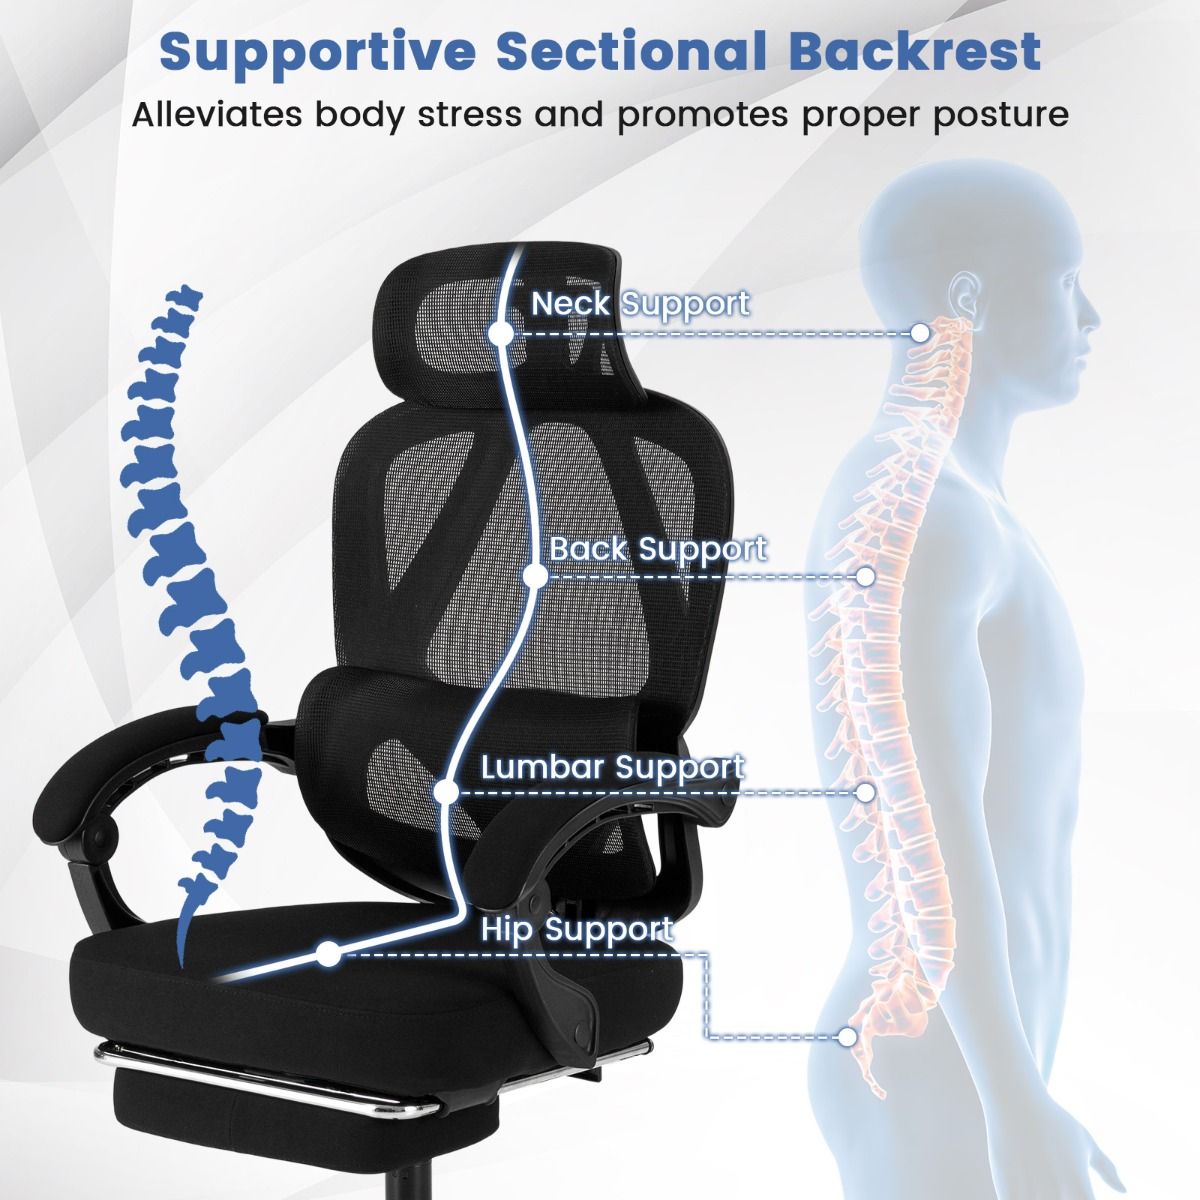 Supportive Sectional Backrest
Alleviates body stress and promotes proper posture
Neck Support
Back Support
Lumbar Support
Hip Support